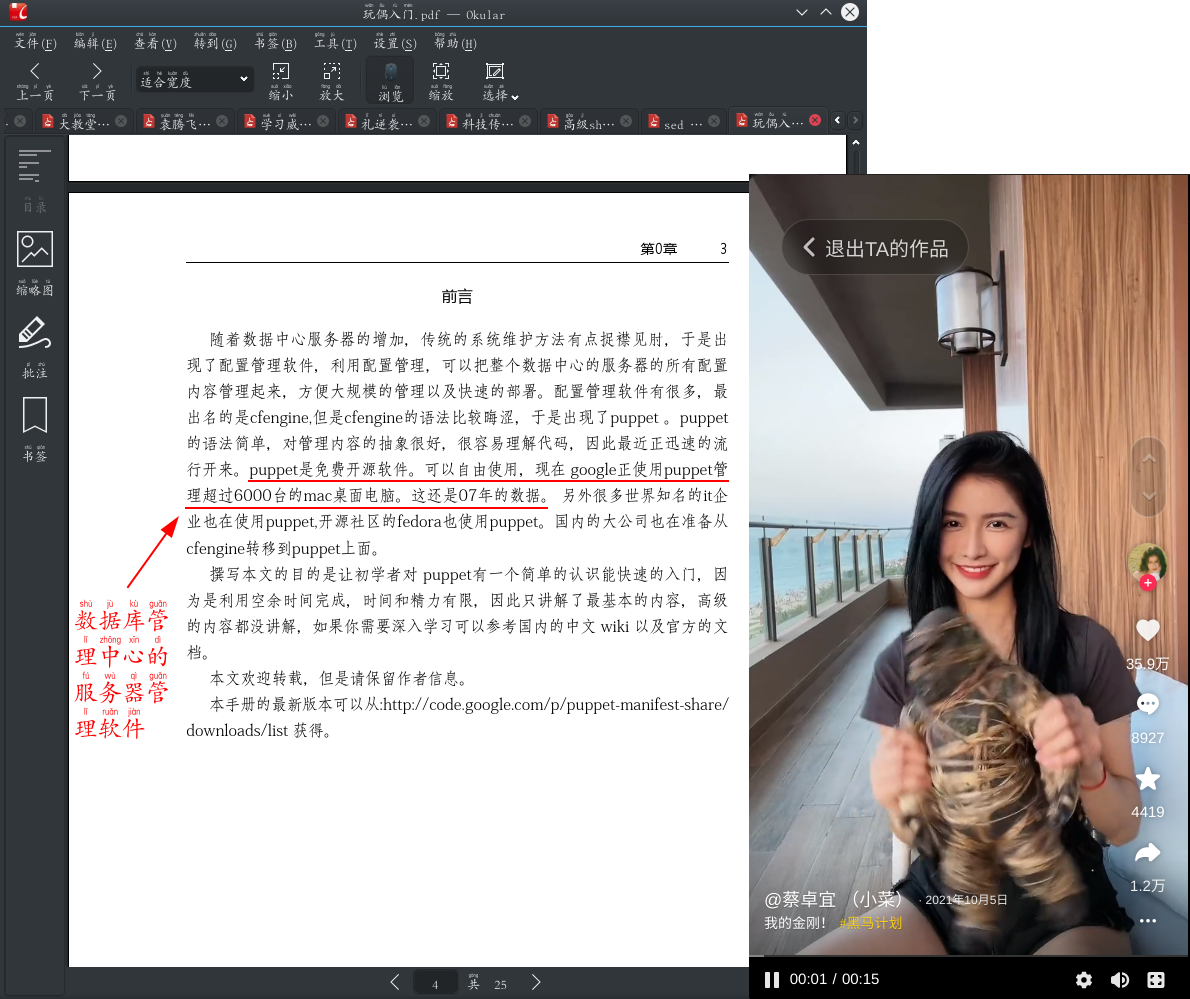 玩偶入门.pdf — Okular
文件(F) 编辑(E) 查看(V) 转到(G) 书签(B) 工具(T) 设置(S) 帮助(H)
上一页 下一页 适合宽度 缩小 放大 浏览 缩放 选择
大教堂… 袁腾飞… 学习威… 礼逆袭… 科技传… 高级sh… sed … 玩偶入…
目录
缩略图
批注
书签
第0章 3
前言
随着数据中心服务器的增加，传统的系统维护方法有点捉襟见肘，于是出
现了配置管理软件，利用配置管理，可以把整个数据中心的服务器的所有配置
内容管理起来，方便大规模的管理以及快速的部署。配置管理软件有很多，最
出名的是cfengine,但是cfengine的语法比较晦涩，于是出现了puppet 。puppet
的语法简单，对管理内容的抽象很好，很容易理解代码，因此最近正迅速的流
行开来。puppet是免费开源软件。可以自由使用，现在 google正使用puppet管
理超过6000台的mac桌面电脑。这还是07年的数据。 另外很多世界知名的it企
业也在使用puppet,开源社区的fedora也使用puppet。国内的大公司也在准备从
cfengine转移到puppet上面。
撰写本文的目的是让初学者对 puppet有一个简单的认识能快速的入门，因
为是利用空余时间完成，时间和精力有限，因此只讲解了最基本的内容，高级
的内容都没讲解，如果你需要深入学习可以参考国内的中文 wiki 以及官方的文
档。
本文欢迎转载，但是请保留作者信息。
本手册的最新版本可以从:http://code.google.com/p/puppet-manifest-share/
downloads/list 获得。
shù jù kù guǎn
数据库管
lǐ zhōng xīn dì
理中心的
fú wù qì guǎn
服务器管
lǐ ruǎn jiàn
理软件
4 共 25
退出TA的作品
35.9万
8927
4419
1.2万
@蔡卓宜 （小菜） · 2021年10月5日
我的金刚！ #黑马计划
00:01 / 00:15